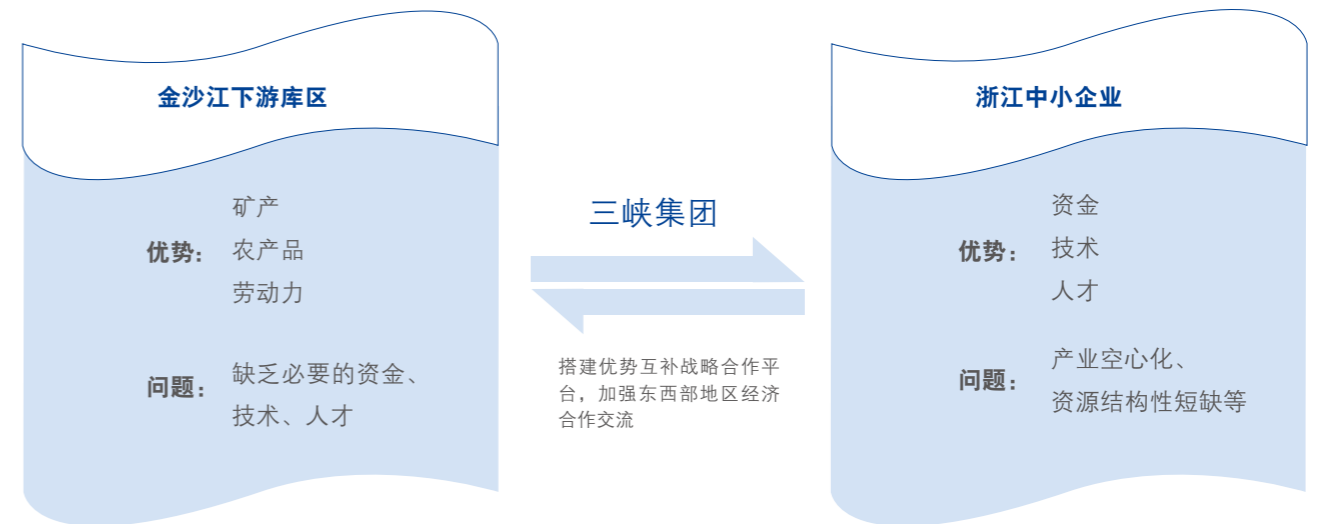 金沙江下游库区
矿产
优势：
农产品
劳动力
问题：
缺乏必要的资金、
技术、人才
三峡集团
搭建优势互补战略合作平
台，加强东西部地区经济
合作交流
浙江中小企业
资金
优势：
技术
人才
问题：
产业空心化、
资源结构性短缺等